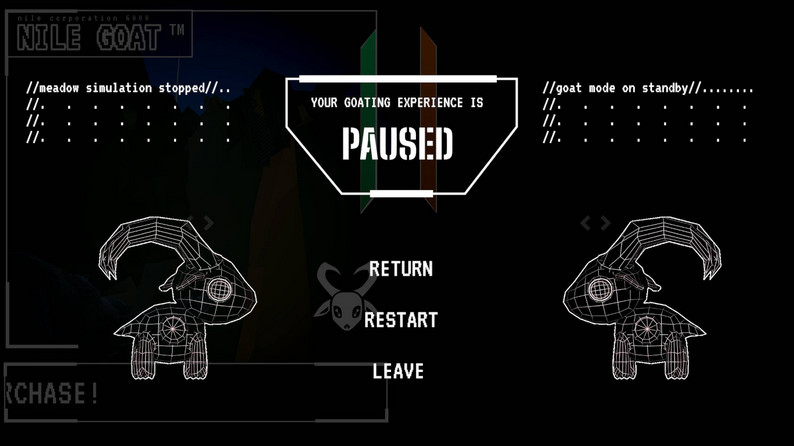 nile corporation 6000
NILE GOAT ™
//meadow simulation stopped//..
//. . . . . . . .
//. . . . . . . .
//. . . . . . . .
YOUR GOATING EXPERIENCE IS
PAUSED
//goat mode on standby//........
//. . . . . . . .
//. . . . . . . .
//. . . . . . . .
< >
< >
RETURN
RESTART
LEAVE
RCHASE!